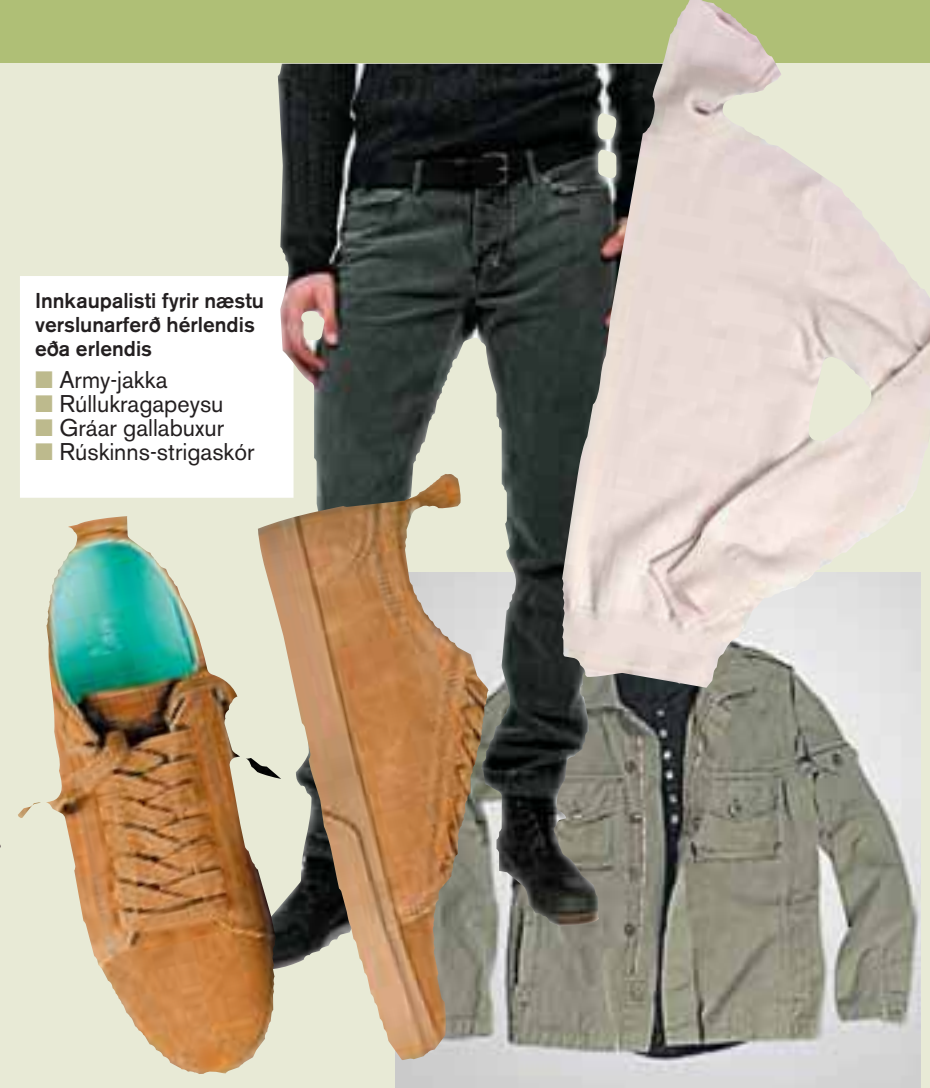 Innkaupalisti fyrir næstu
verslunarferð hérlendis
eða erlendis
Army-jakka
Rúllukragapeysu
Gráar gallabuxur
Rúskinns-strigaskór